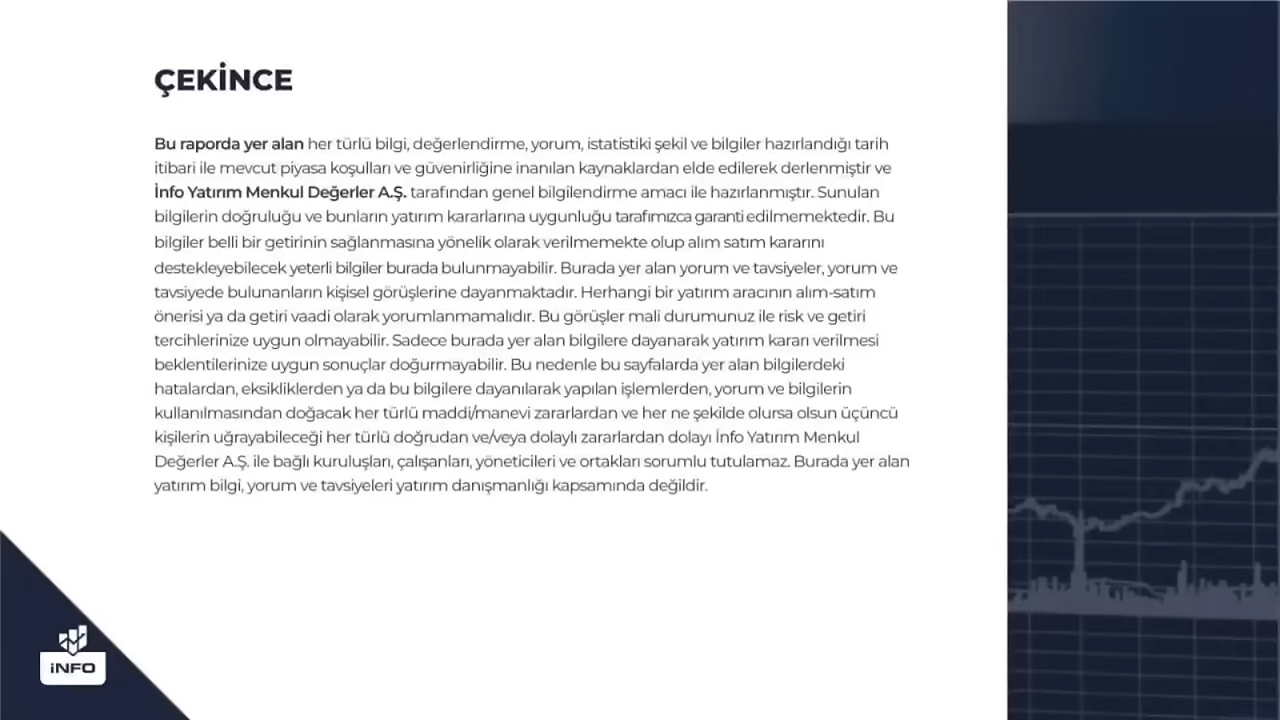 ÇEKİNCE
Bu raporda yer alan her türlü bilgi, değerlendirme, yorum, istatistiki şekil ve bilgiler hazırlandığı tarih
itibari ile mevcut piyasa koşulları ve güvenirliğine inanılan kaynaklardan elde edilerek derlenmiştir ve
İnfo Yatırım Menkul Değerler A.Ş. tarafından genel bilgilendirme amacı ile hazırlanmıştır. Sunulan
bilgilerin doğruluğu ve bunların yatırım kararlarına uygunluğu tarafımızca garanti edilmemektedir. Bu
bilgiler belli bir getirinin sağlanmasına yönelik olarak verilmemekte olup alım satım kararını
destekleyebilecek yeterli bilgiler burada bulunmayabilir. Burada yer alan yorum ve tavsiyeler, yorum ve
tavsiyede bulunanların kişisel görüşlerine dayanmaktadır. Herhangi bir yatırım aracının alım-satım
önerisi ya da getiri vaadi olarak yorumlanmamalıdır. Bu görüşler mali durumunuz ile risk ve getiri
tercihlerinize uygun olmayabilir. Sadece burada yer alan bilgilere dayanarak yatırım kararı verilmesi
beklentilerinize uygun sonuçlar doğurmayabilir. Bu nedenle bu sayfalarda yer alan bilgilerdeki
hatalardan, eksikliklerden ya da bu bilgilere dayanılarak yapılan işlemlerden, yorum ve bilgilerin
kullanılmasından doğacak her türlü maddi/manevi zararlardan ve her ne şekilde olursa olsun üçüncü
kişilerin uğrayabileceği her türlü doğrudan ve/veya dolaylı zararlardan dolayı İnfo Yatırım Menkul
Değerler A.Ş. ile bağlı kuruluşları, çalışanları, yöneticileri ve ortakları sorumlu tutulamaz. Burada yer alan
yatırım bilgi, yorum ve tavsiyeleri yatırım danışmanlığı kapsamında değildir.
iNFO